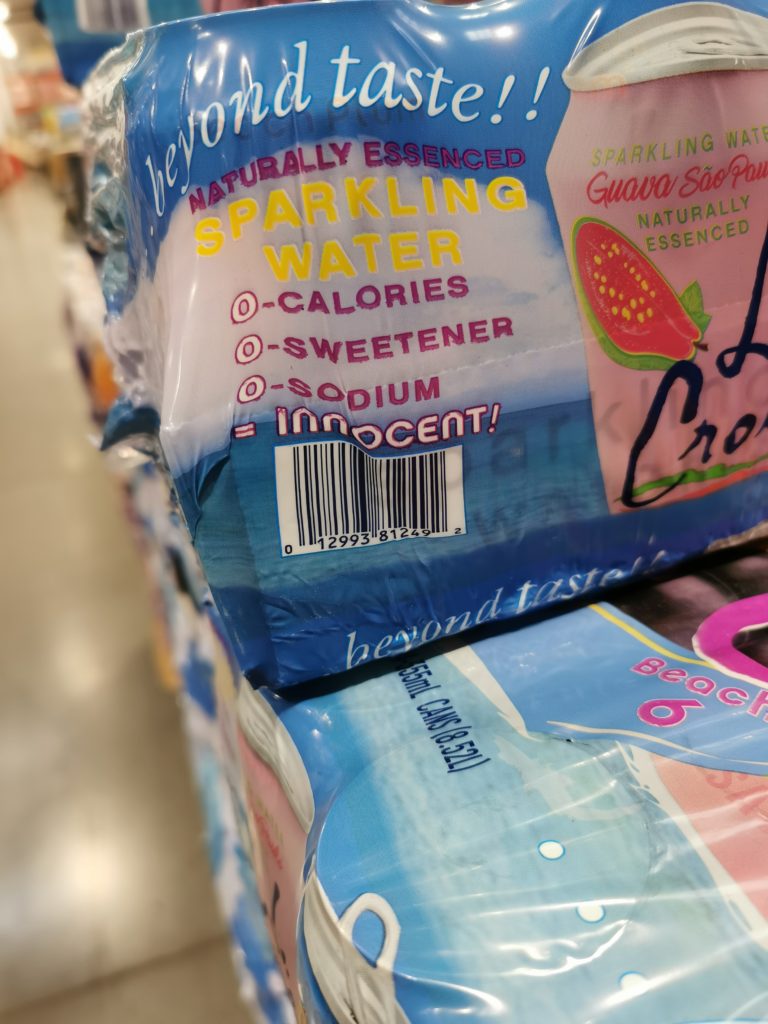 beyond taste!!
NATURALLY ESSENCED
SPARKLING
WATER
0-CALORIES
0-SWEETENER
0-SODIUM
= INNOCENT!
0 12993 81249 2
SPARKLING WATE
Guava São Pau
NATURALLY
ESSENCED
L
Cro
beyond taste!!
355mL CANS (8.52L)
Beach
6